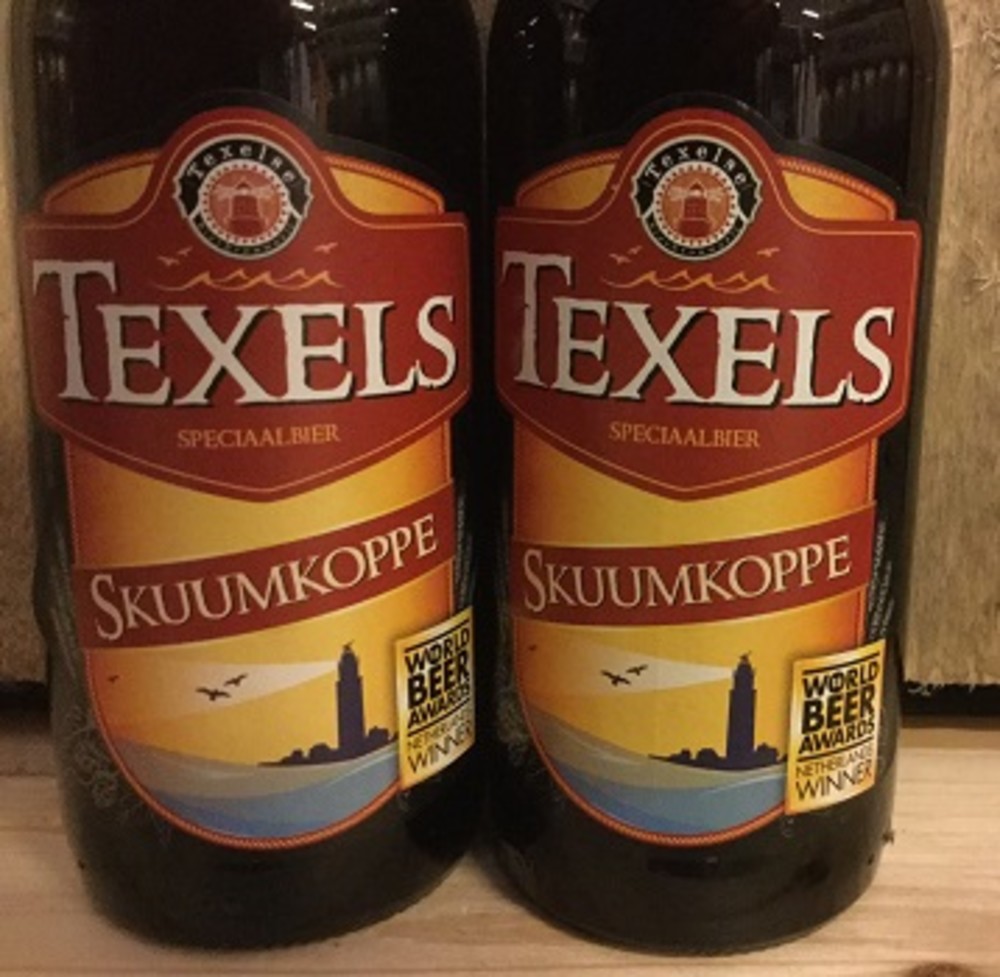 Texelse
TEXELS
SPECIAALBIER
SKUUMKOPPE
WORLD
BEER
AWARDS
NETHERLANDS
WINNER
Texelse
TEXELS
SPECIAALBIER
SKUUMKOPPE
WORLD
BEER
AWARDS
NETHERLANDS
WINNER